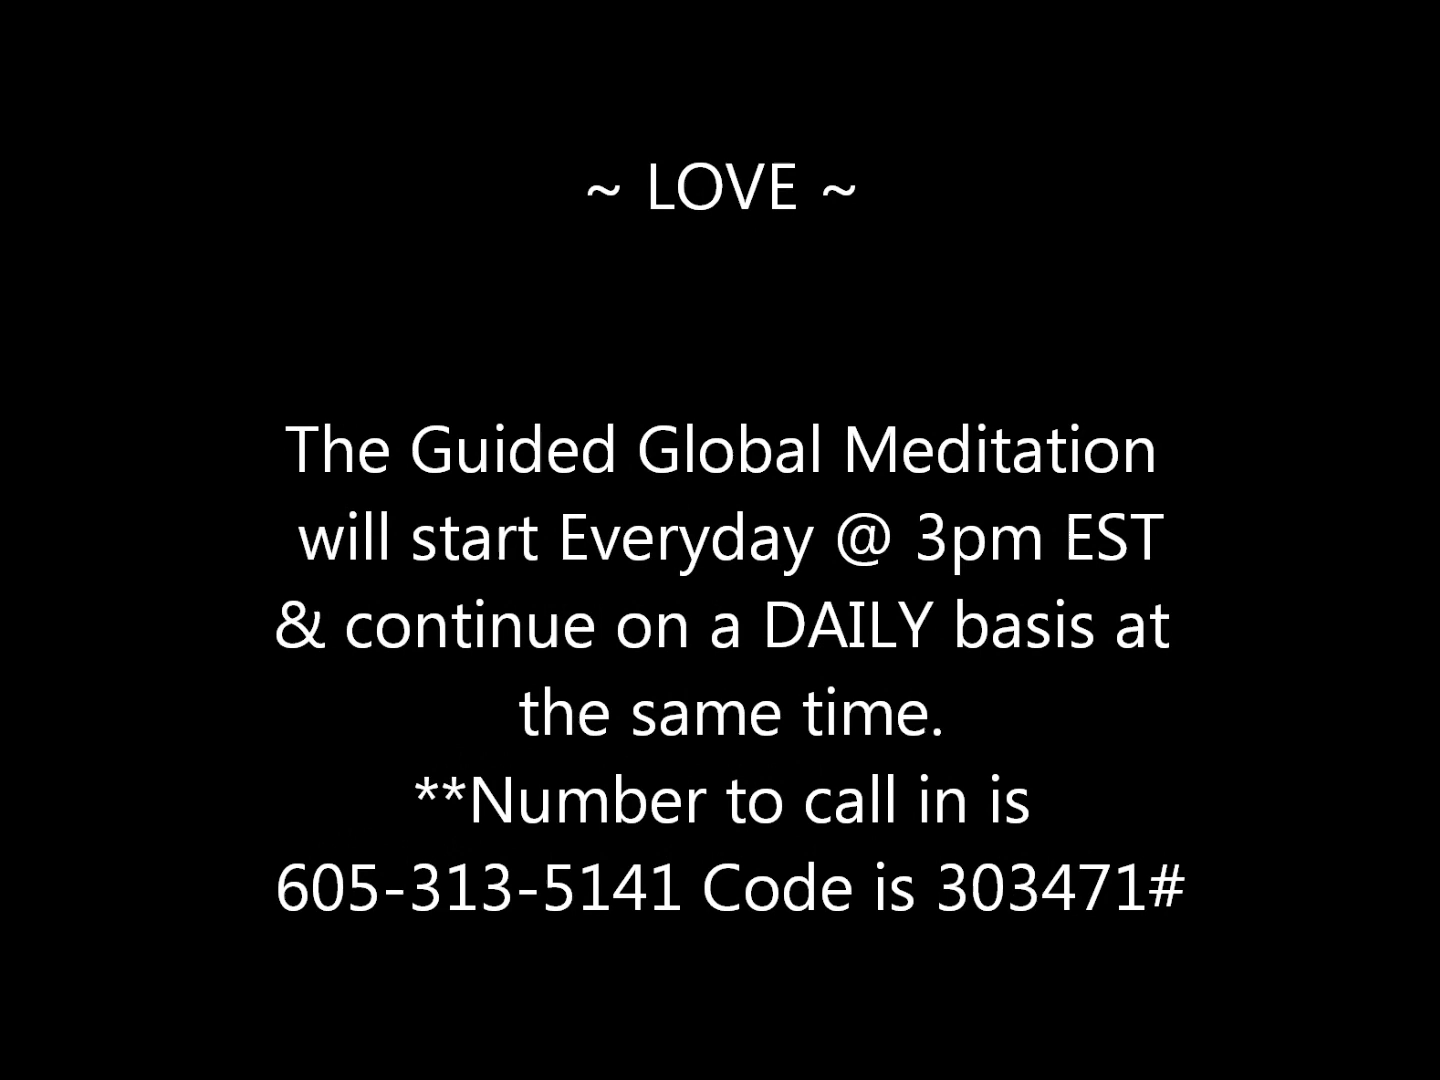 ~ LOVE ~
The Guided Global Meditation
will start Everyday @ 3pm EST
& continue on a DAILY basis at
the same time.
**Number to call in is
605-313-5141 Code is 303471#